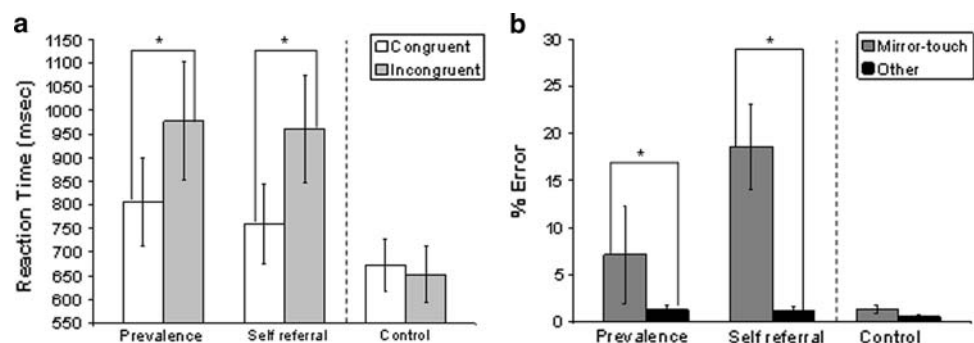 a
1150
1100
1050
1000
950
900
850
800
750
700
650
600
550
Reaction Time (msec)
*
*
Congruent
Incongruent
Prevalence
Self referral
Control
b
30
25
20
15
10
5
0
% Error
*
*
Mirror-touch
Other
Prevalence
Self referral
Control